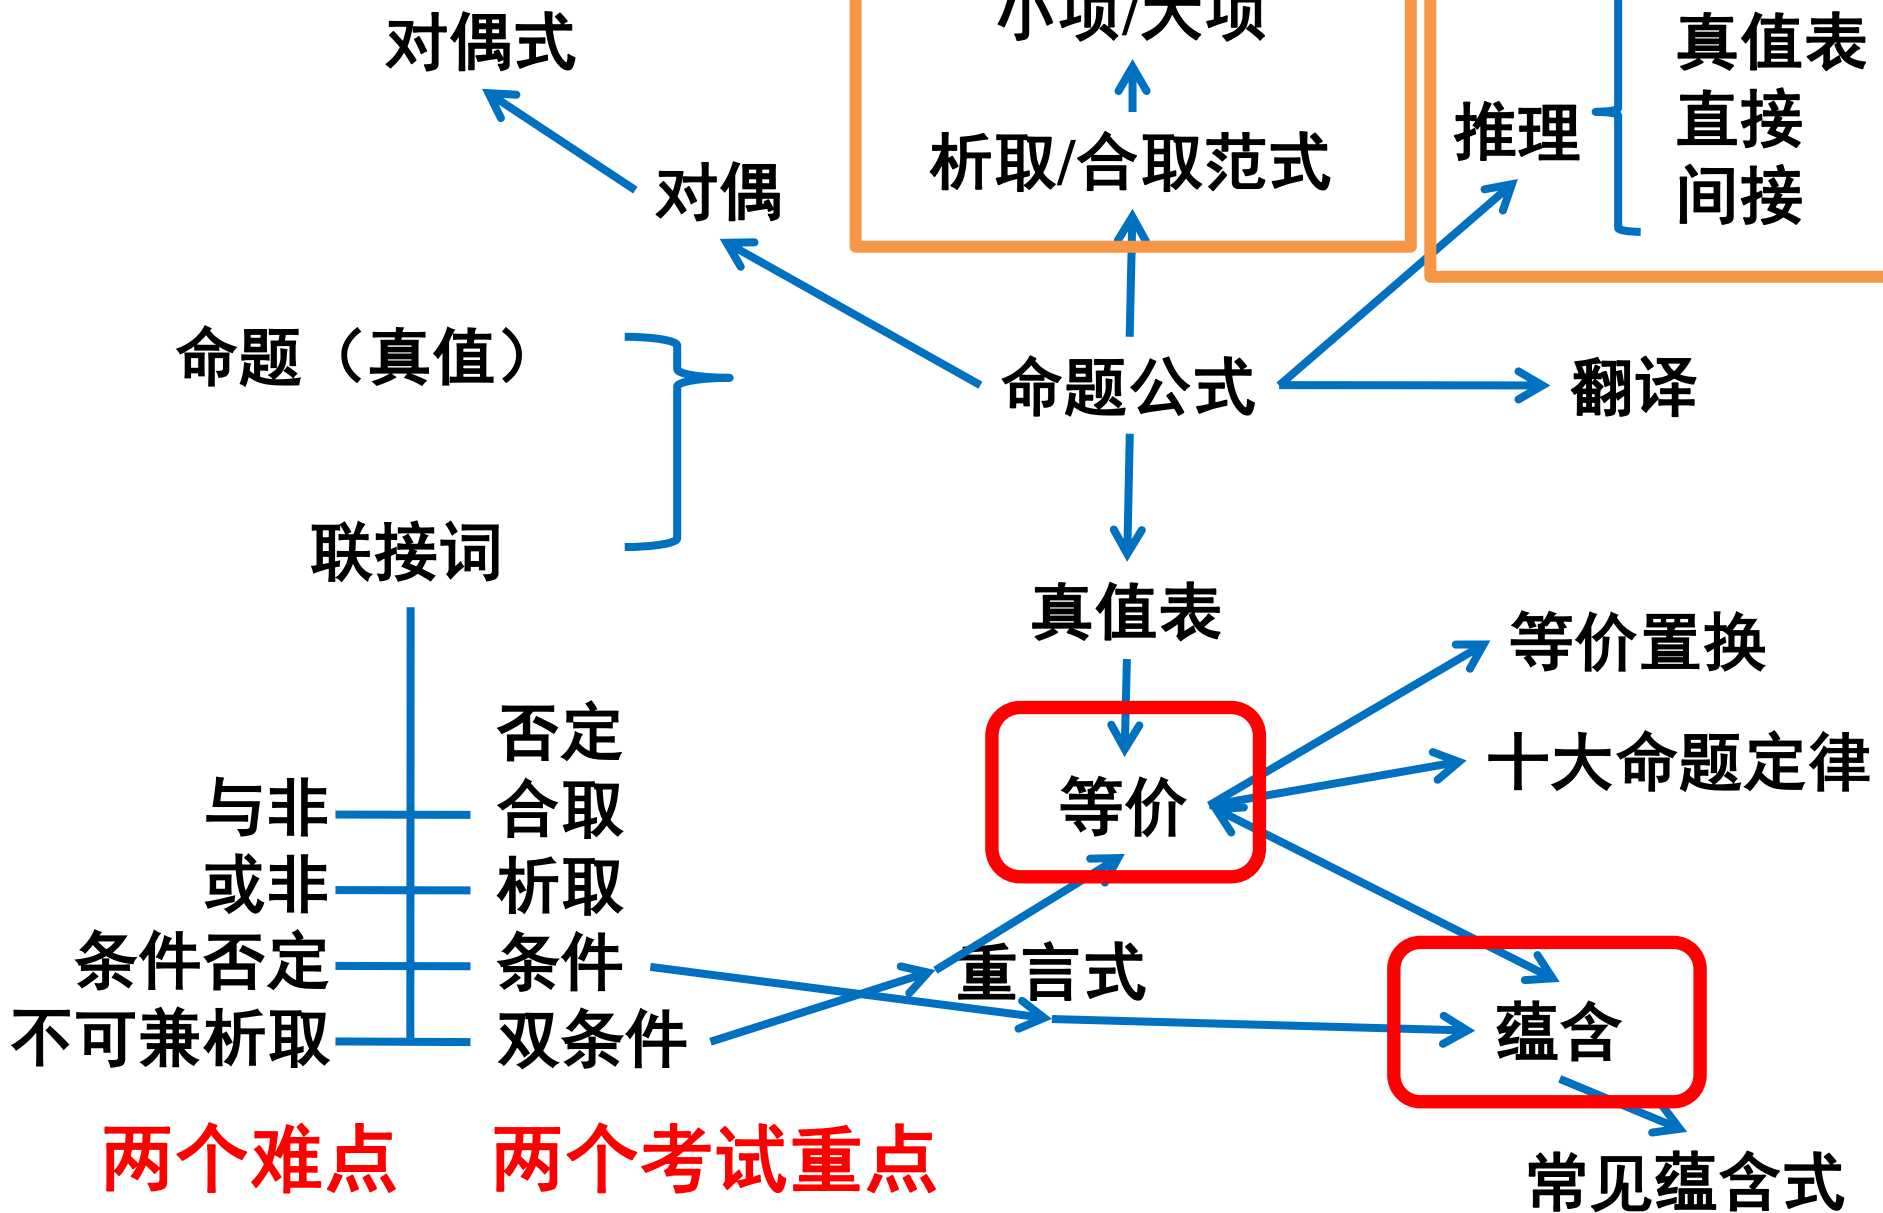 小项/大项
对偶式
真值表
直接
间接
推理
析取/合取范式
对偶
命题（真值）
命题公式
翻译
联接词
真值表
等价置换
否定
十大命题定律
与非
合取
等价
或非
析取
条件否定
条件
重言式
不可兼析取
双条件
蕴含
两个难点
两个考试重点
常见蕴含式